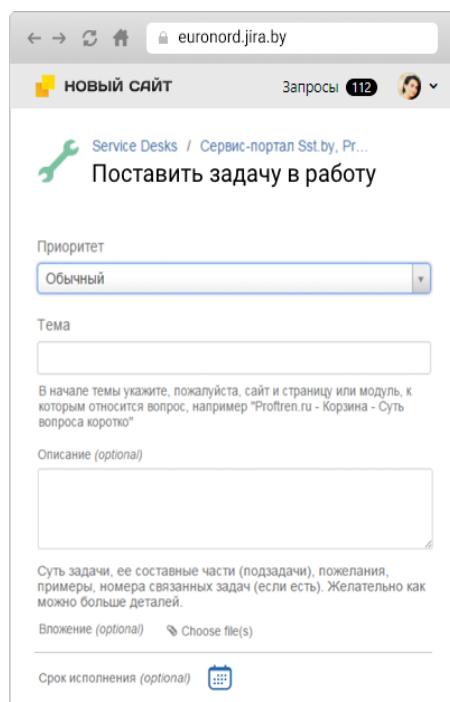 euronord.jira.by
НОВЫЙ САЙТ
Запросы 112
Service Desks / Сервис-портал Sst.by, Pr...
Поставить задачу в работу
Приоритет
Обычный
Тема
В начале темы укажите, пожалуйста, сайт и страницу или модуль, к
которым относится вопрос, например "Proftren.ru - Корзина - Суть
вопроса коротко"
Описание (optional)
Суть задачи, ее составные части (подзадачи), пожелания,
примеры, номера связанных задач (если есть). Желательно как
можно больше деталей.
Вложение (optional) Choose file(s)
Срок исполнения (optional)